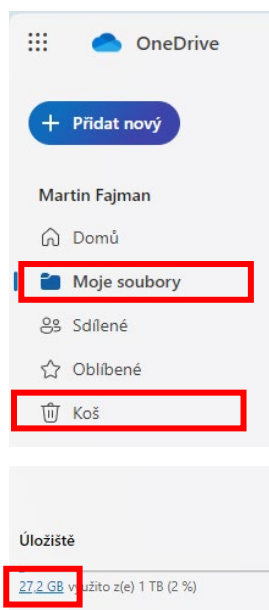 OneDrive
+ Přidat nový
Martin Fajman
Domů
Moje soubory
Sdílené
Oblíbené
Koš
Úložiště
27,2 GB využito z(e) 1 TB (2 %)